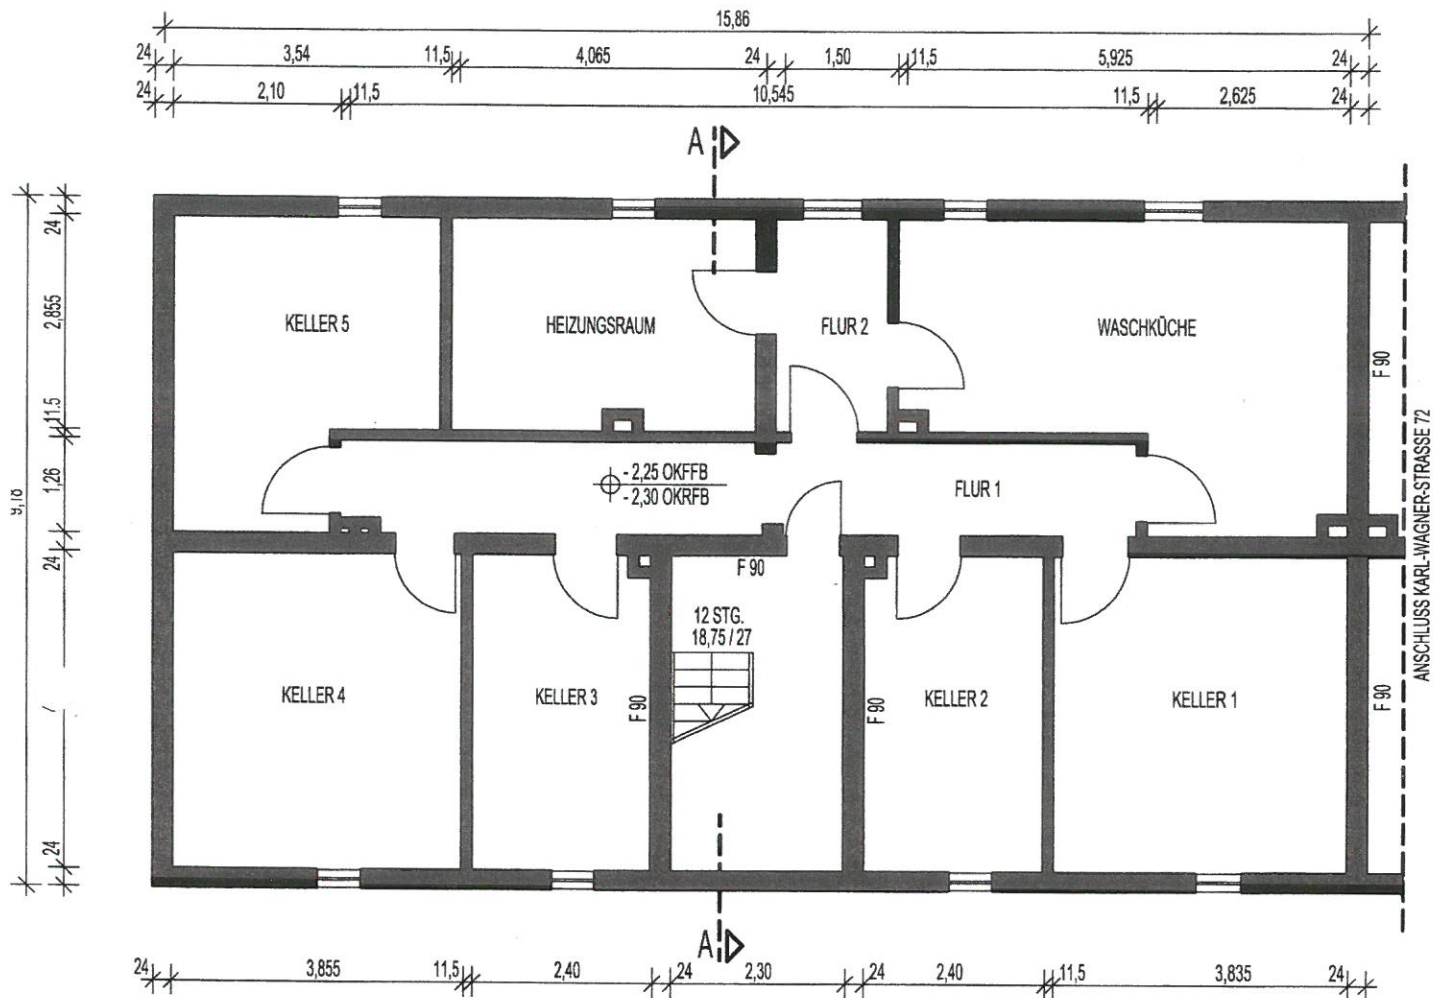 15,86
24 3,54 11,5 4,065 24 1,50 11,5 5,925 24
24 2,10 11,5 10,545 11,5 2,625 24
A
24
2,855
11.5
1,26
24
24
KELLER 5
HEIZUNGSRAUM
FLUR 2
WASCHKÜCHE
F 90
- 2,25 OKFFB
- 2,30 OKRFB
FLUR 1
ANSCHLUSS KARL-WAGNER-STRASSE 72
F 90
12 STG.
18,75 / 27
KELLER 4
KELLER 3
F 90
F 90
KELLER 2
KELLER 1
F 90
A
24 3,855 11,5 2,40 24 2,30 24 2,40 11,5 3,835 24